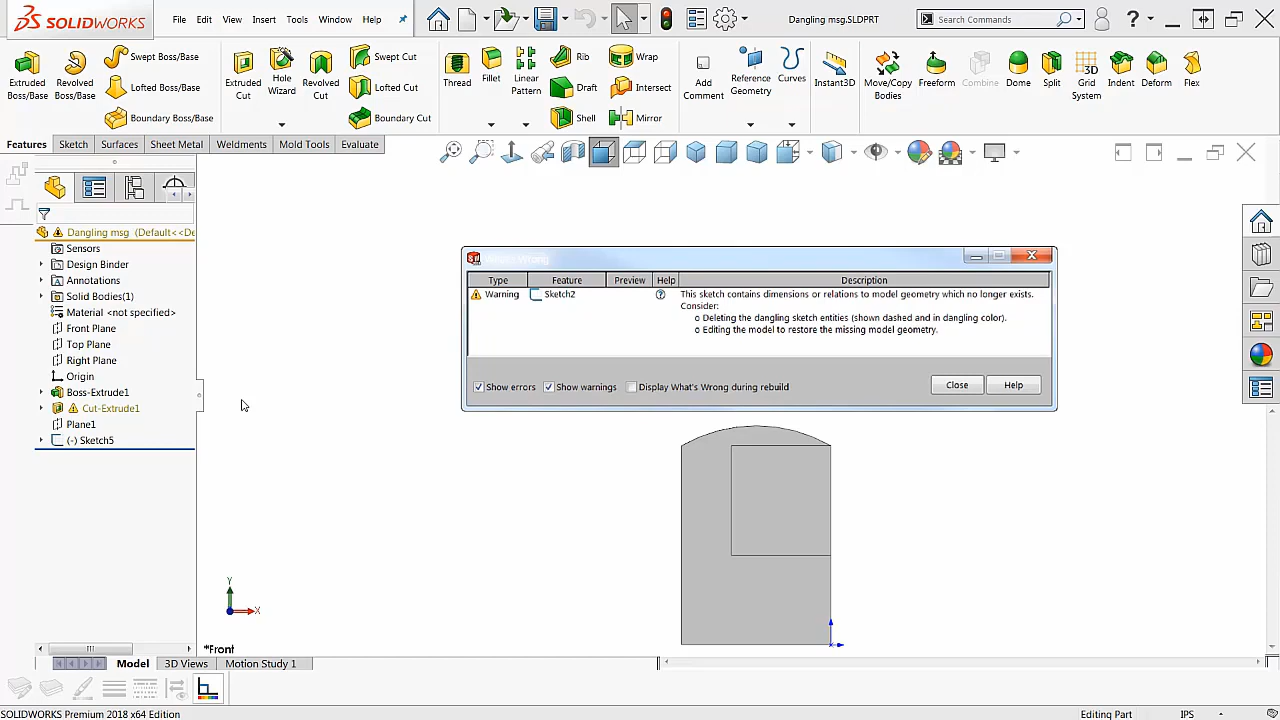 SOLIDWORKS
File Edit View Insert Tools Window Help
Dangling msg.SLDPRT
Search Commands
Extruded Boss/Base
Revolved Boss/Base
Swept Boss/Base
Lofted Boss/Base
Boundary Boss/Base
Extruded Cut
Hole Wizard
Revolved Cut
Swept Cut
Lofted Cut
Boundary Cut
Thread
Fillet
Linear Pattern
Rib
Draft
Shell
Wrap
Intersect
Mirror
Add Comment
Reference Geometry
Curves
Instant3D
Move/Copy Bodies
Freeform
Combine
Dome
Split
3D
Grid System
Indent
Deform
Flex
Features Sketch Surfaces Sheet Metal Weldments Mold Tools Evaluate
Dangling msg (Default<<De
Sensors
Design Binder
Annotations
Solid Bodies(1)
Material <not specified>
Front Plane
Top Plane
Right Plane
Origin
Boss-Extrude1
Cut-Extrude1
Plane1
(-) Sketch5
Type Feature Preview Help Description
Warning Sketch2 This sketch contains dimensions or relations to model geometry which no longer exists.
Consider:
o Deleting the dangling sketch entities (shown dashed and in dangling color).
o Editing the model to restore the missing model geometry.
Show errors Show warnings Display What's Wrong during rebuild Close Help
Y
X
*Front
Model 3D Views Motion Study 1
SOLIDWORKS Premium 2018 x64 Edition Editing Part IPS